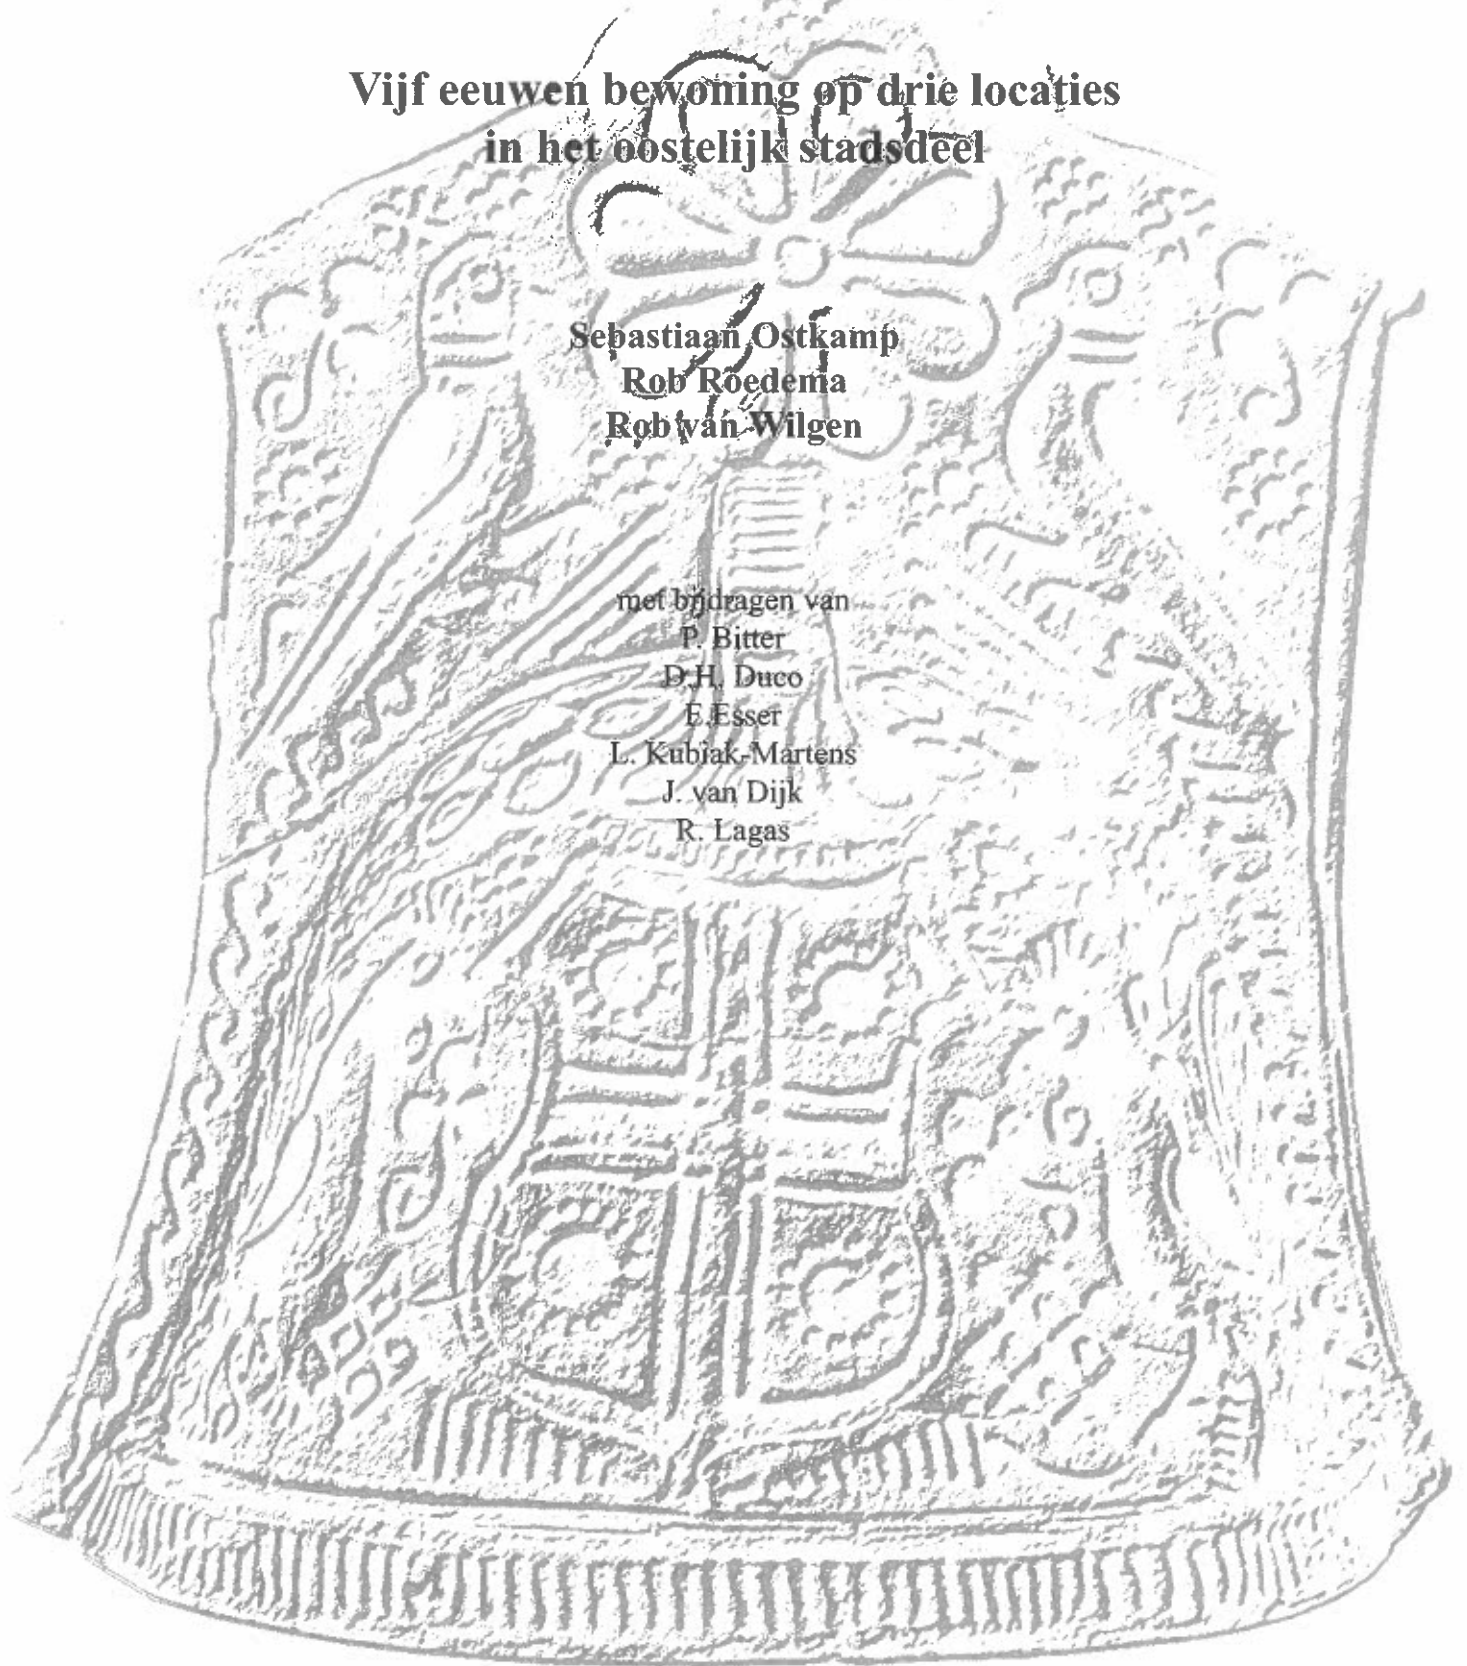 Vijf eeuwen bewoning op drie locaties
in het oostelijk stadsdeel
Sebastiaan Ostkamp
Rob Roedema
Rob van Wilgen
met bijdragen van
P. Bitter
D.H. Duco
E.Esser
L. Kubiak-Martens
J. van Dijk
R. Lagas